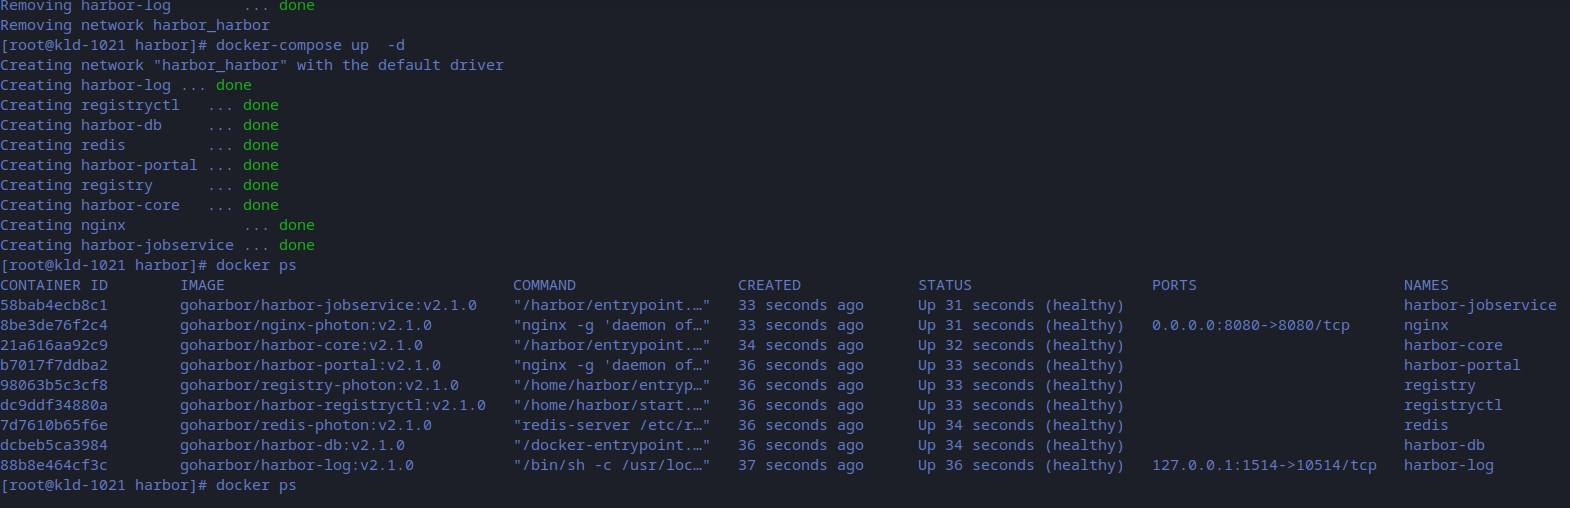 Removing harbor-log        ... done
Removing network harbor_harbor
[root@kld-1021 harbor]# docker-compose up  -d
Creating network "harbor_harbor" with the default driver
Creating harbor-log ... done
Creating registryctl   ... done
Creating harbor-db     ... done
Creating redis         ... done
Creating harbor-portal ... done
Creating registry      ... done
Creating harbor-core   ... done
Creating nginx             ... done
Creating harbor-jobservice ... done
[root@kld-1021 harbor]# docker ps
CONTAINER ID        IMAGE                                COMMAND                  CREATED             STATUS                    PORTS                       NAMES
58bab4ecb8c1        goharbor/harbor-jobservice:v2.1.0    "/harbor/entrypoint.…"   33 seconds ago      Up 31 seconds (healthy)                               harbor-jobservice
8be3de76f2c4        goharbor/nginx-photon:v2.1.0         "nginx -g 'daemon of…"   33 seconds ago      Up 31 seconds (healthy)   0.0.0.0:8080->8080/tcp      nginx
21a616aa92c9        goharbor/harbor-core:v2.1.0          "/harbor/entrypoint.…"   34 seconds ago      Up 32 seconds (healthy)                               harbor-core
b7017f7ddba2        goharbor/harbor-portal:v2.1.0        "nginx -g 'daemon of…"   36 seconds ago      Up 33 seconds (healthy)                               harbor-portal
98063b5c3cf8        goharbor/registry-photon:v2.1.0      "/home/harbor/entryp…"   36 seconds ago      Up 33 seconds (healthy)                               registry
dc9ddf34880a        goharbor/harbor-registryctl:v2.1.0   "/home/harbor/start.…"   36 seconds ago      Up 33 seconds (healthy)                               registryctl
7d7610b65f6e        goharbor/redis-photon:v2.1.0         "redis-server /etc/r…"   36 seconds ago      Up 34 seconds (healthy)                               redis
dcbeb5ca3984        goharbor/harbor-db:v2.1.0            "/docker-entrypoint.…"   36 seconds ago      Up 34 seconds (healthy)                               harbor-db
88b8e464cf3c        goharbor/harbor-log:v2.1.0           "/bin/sh -c /usr/loc…"   37 seconds ago      Up 36 seconds (healthy)   127.0.0.1:1514->10514/tcp   harbor-log
[root@kld-1021 harbor]# docker ps